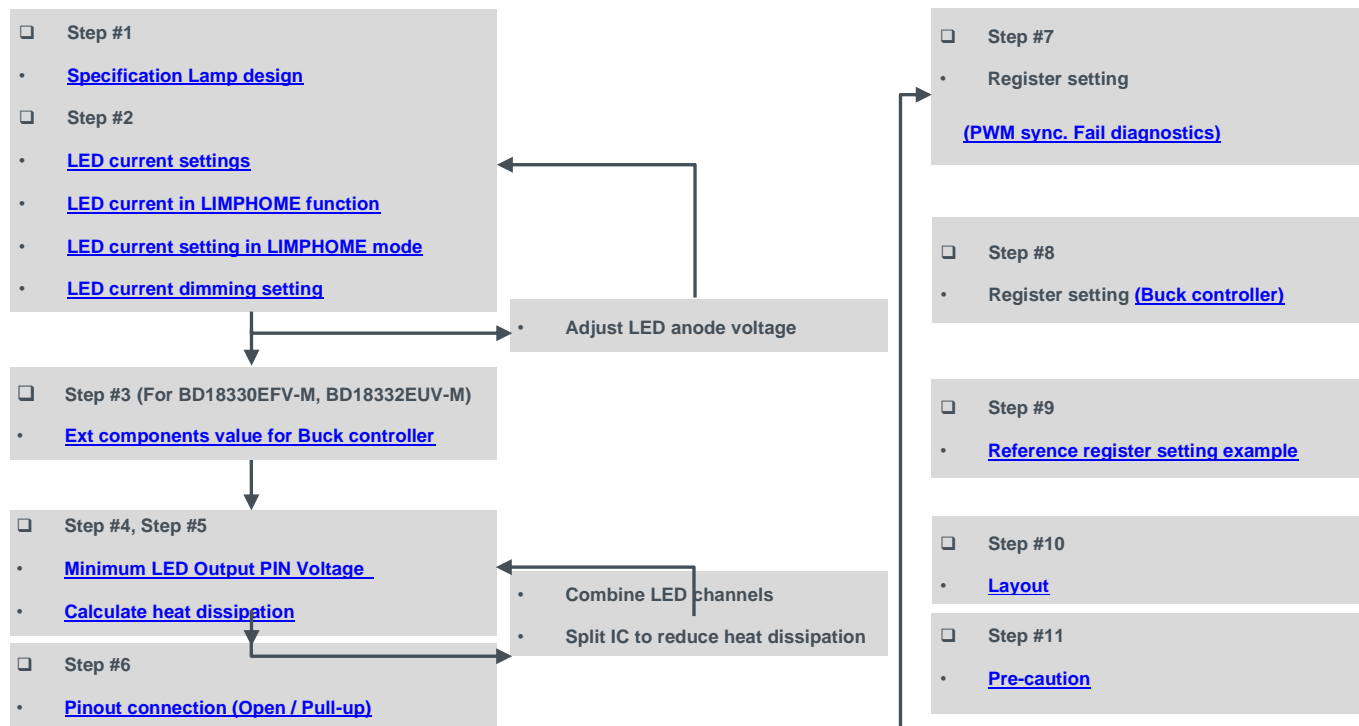 Step #1
Specification Lamp design
Step #2
LED current settings
LED current in LIMPHOME function
LED current setting in LIMPHOME mode
LED current dimming setting
Adjust LED anode voltage
Step #3 (For BD18330EFV-M, BD18332EUV-M)
Ext components value for Buck controller
Step #4, Step #5
Minimum LED Output PIN Voltage
Calculate heat dissipation
Combine LED channels
Split IC to reduce heat dissipation
Step #6
Pinout connection (Open / Pull-up)
Step #7
Register setting
(PWM sync. Fail diagnostics)
Step #8
Register setting (Buck controller)
Step #9
Reference register setting example
Step #10
Layout
Step #11
Pre-caution